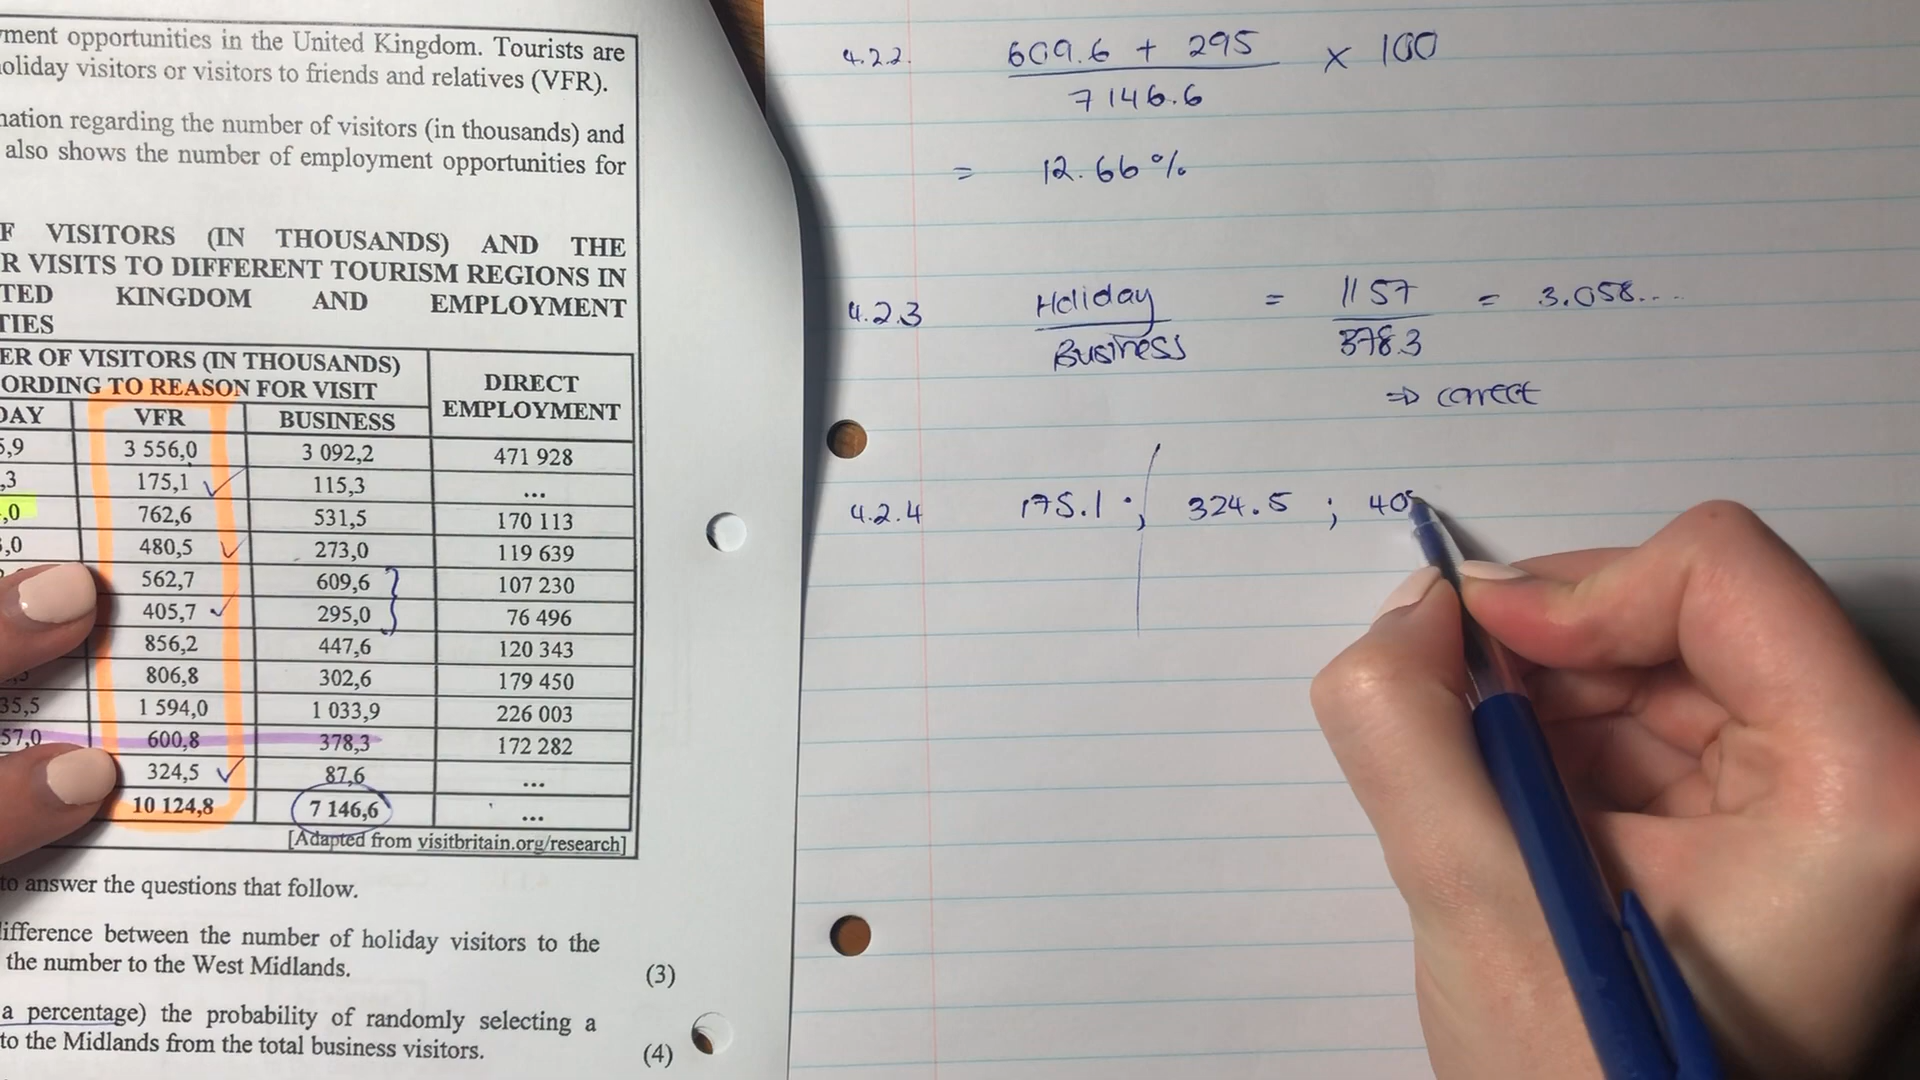 ment opportunities in the United Kingdom. Tourists are
oliday visitors or visitors to friends and relatives (VFR).
nation regarding the number of visitors (in thousands) and
also shows the number of employment opportunities for
F VISITORS (IN THOUSANDS) AND THE
R VISITS TO DIFFERENT TOURISM REGIONS IN
TED KINGDOM AND EMPLOYMENT
TIES
ER OF VISITORS (IN THOUSANDS)
ORDING TO REASON FOR VISIT
DIRECT
EMPLOYMENT
DAY VFR BUSINESS
5,9 3 556,0 3 092,2 471 928
,3 175,1 115,3 ...
,0 762,6 531,5 170 113
,0 480,5 273,0 119 639
562,7 609,6 107 230
405,7 295,0 76 496
856,2 447,6 120 343
806,8 302,6 179 450
35,5 1 594,0 1 033,9 226 003
57,0 600,8 378,3 172 282
324,5 87,6 ...
10 124,8 7 146,6 ...
[Adapted from visitbritain.org/research]
to answer the questions that follow.
ifference between the number of holiday visitors to the
the number to the West Midlands. (3)
a percentage) the probability of randomly selecting a
to the Midlands from the total business visitors. (4)
4.2.2. 609.6 + 295 x 100
7146.6
= 12.66%
4.2.3 Holiday = 1157 = 3.058...
Business 378.3
⇒ correct
4.2.4 175.1 ; 324.5 ; 405